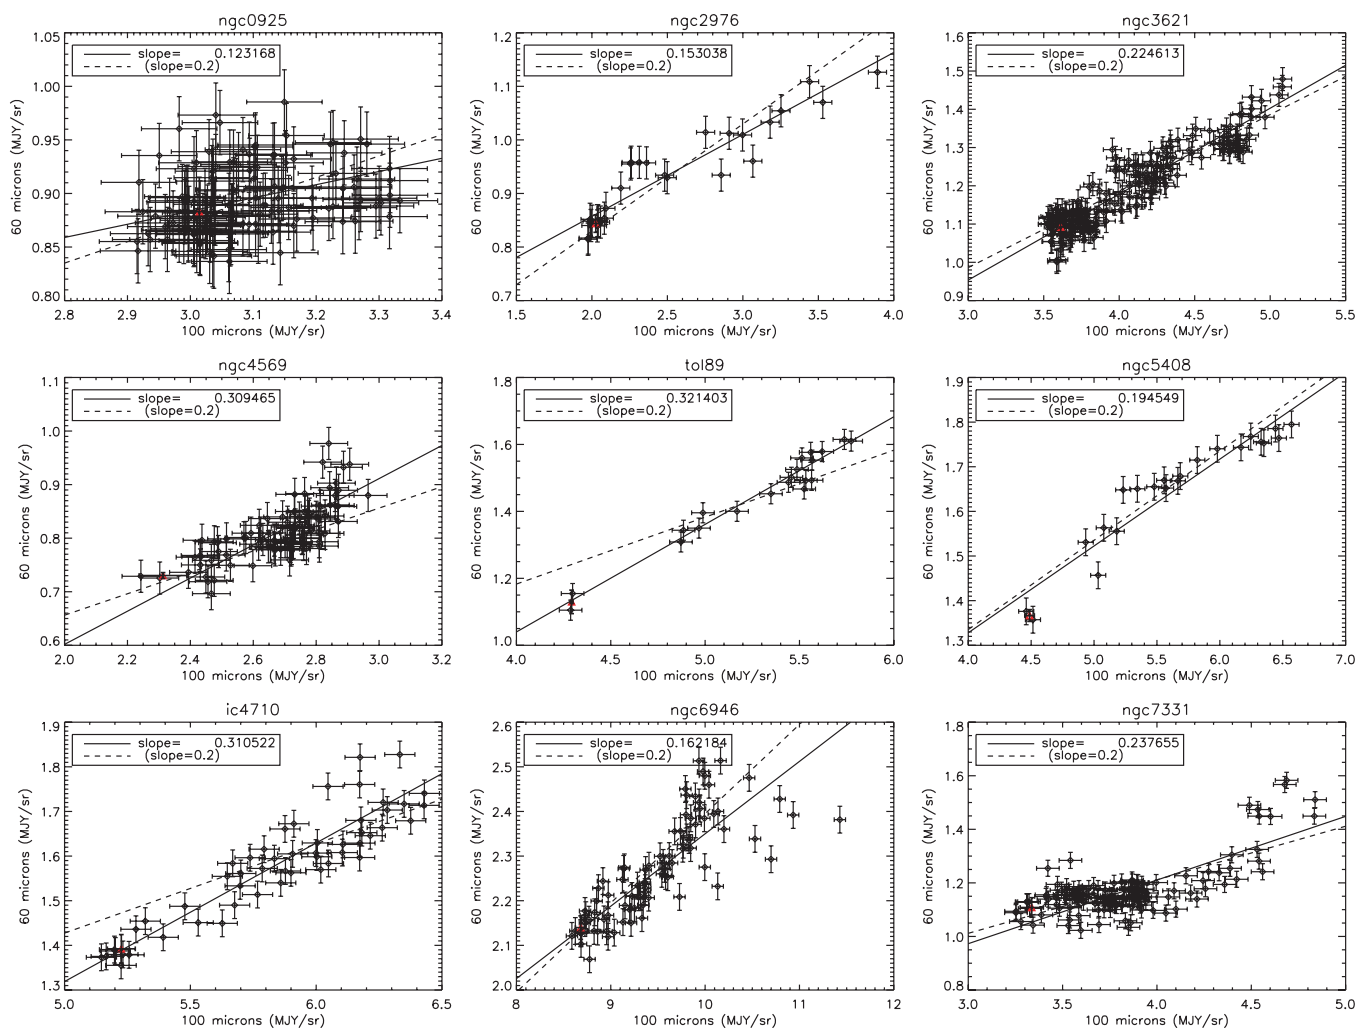 ngc0925
slope= 0.123168
(slope=0.2)
1.05
1.00
0.95
0.90
0.85
0.80
60 microns (MJY/sr)
2.8 2.9 3.0 3.1 3.2 3.3 3.4
100 microns (MJY/sr)
ngc2976
slope= 0.153038
(slope=0.2)
1.2
1.1
1.0
0.9
0.8
0.7
60 microns (MJY/sr)
1.5 2.0 2.5 3.0 3.5 4.0
100 microns (MJY/sr)
ngc3621
slope= 0.224613
(slope=0.2)
1.6
1.5
1.4
1.3
1.2
1.1
1.0
0.9
60 microns (MJY/sr)
3.0 3.5 4.0 4.5 5.0 5.5
100 microns (MJY/sr)
ngc4569
slope= 0.309465
(slope=0.2)
1.1
1.0
0.9
0.8
0.7
0.6
60 microns (MJY/sr)
2.0 2.2 2.4 2.6 2.8 3.0 3.2
100 microns (MJY/sr)
tol89
slope= 0.321403
(slope=0.2)
1.8
1.6
1.4
1.2
1.0
60 microns (MJY/sr)
4.0 4.5 5.0 5.5 6.0
100 microns (MJY/sr)
ngc5408
slope= 0.194549
(slope=0.2)
1.9
1.8
1.7
1.6
1.5
1.4
1.3
60 microns (MJY/sr)
4.0 4.5 5.0 5.5 6.0 6.5 7.0
100 microns (MJY/sr)
ic4710
slope= 0.310522
(slope=0.2)
1.9
1.8
1.7
1.6
1.5
1.4
1.3
60 microns (MJY/sr)
5.0 5.5 6.0 6.5
100 microns (MJY/sr)
ngc6946
slope= 0.162184
(slope=0.2)
2.6
2.5
2.4
2.3
2.2
2.1
2.0
60 microns (MJY/sr)
8 9 10 11 12
100 microns (MJY/sr)
ngc7331
slope= 0.237655
(slope=0.2)
1.8
1.6
1.4
1.2
1.0
0.8
60 microns (MJY/sr)
3.0 3.5 4.0 4.5 5.0
100 microns (MJY/sr)